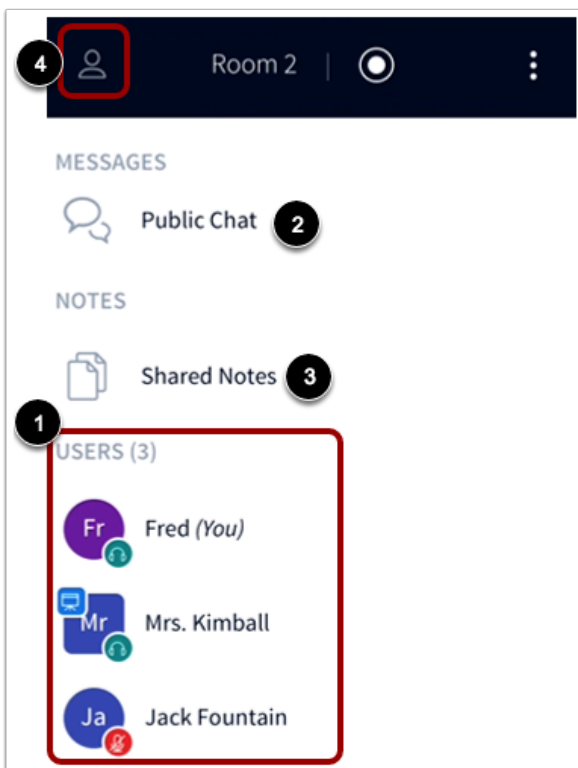 4 Room 2
MESSAGES
Public Chat 2
NOTES
Shared Notes 3
1
USERS (3)
Fr Fred (You)
Mr Mrs. Kimball
Ja Jack Fountain